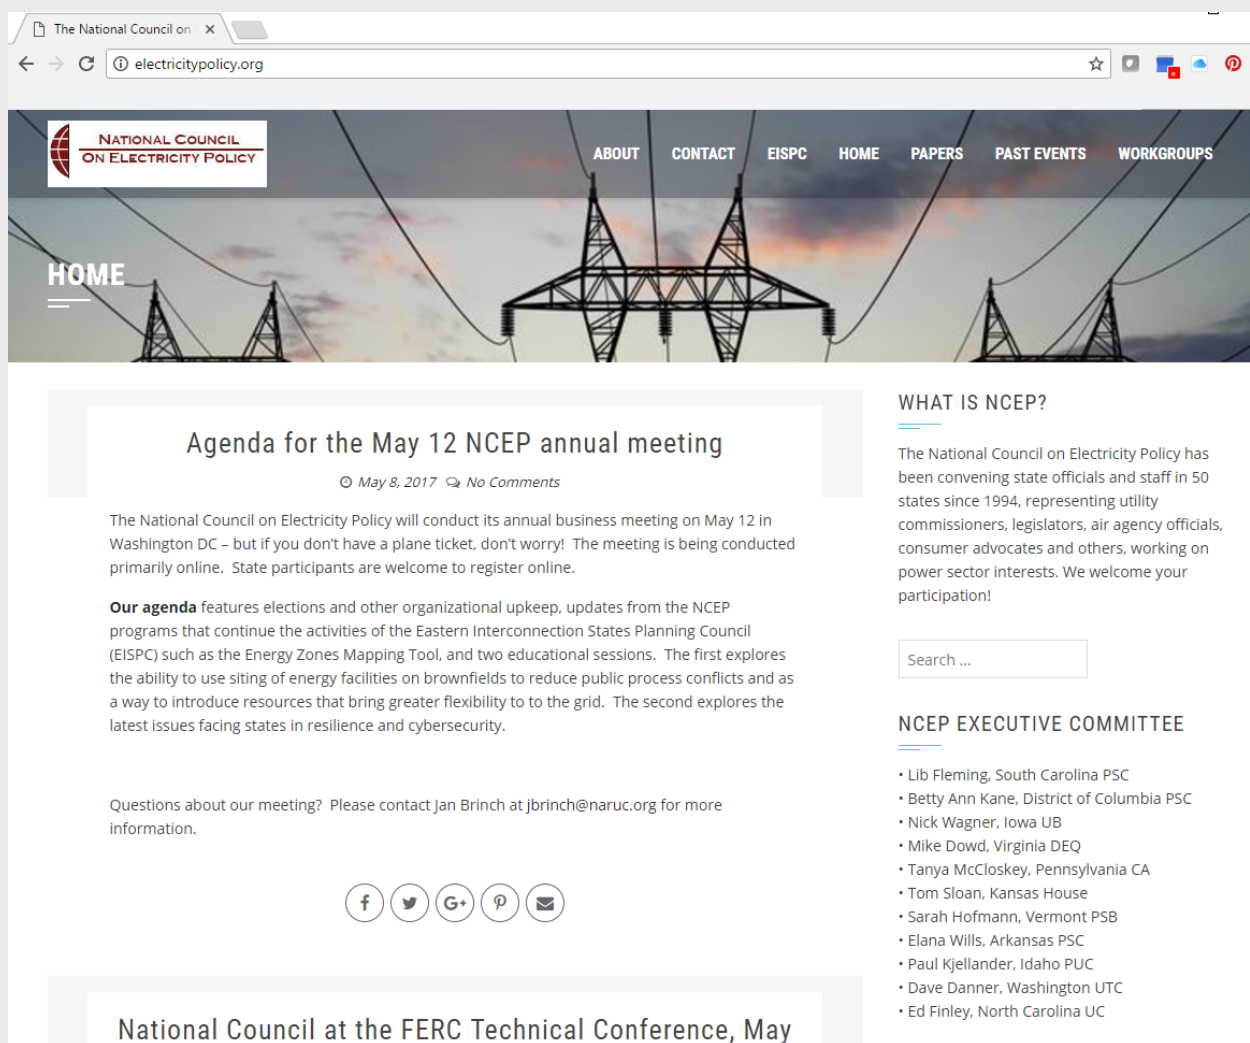 The National Council on
electricitypolicy.org
NATIONAL COUNCIL
ON ELECTRICITY POLICY
ABOUT CONTACT EISPC HOME PAPERS PAST EVENTS WORKGROUPS
HOME
Agenda for the May 12 NCEP annual meeting
May 8, 2017 No Comments
The National Council on Electricity Policy will conduct its annual business meeting on May 12 in
Washington DC – but if you don't have a plane ticket, don't worry!  The meeting is being conducted
primarily online.  State participants are welcome to register online.
Our agenda features elections and other organizational upkeep, updates from the NCEP
programs that continue the activities of the Eastern Interconnection States Planning Council
(EISPC) such as the Energy Zones Mapping Tool, and two educational sessions.  The first explores
the ability to use siting of energy facilities on brownfields to reduce public process conflicts and as
a way to introduce resources that bring greater flexibility to to the grid.  The second explores the
latest issues facing states in resilience and cybersecurity.
Questions about our meeting?  Please contact Jan Brinch at jbrinch@naruc.org for more
information.
National Council at the FERC Technical Conference, May
WHAT IS NCEP?
The National Council on Electricity Policy has
been convening state officials and staff in 50
states since 1994, representing utility
commissioners, legislators, air agency officials,
consumer advocates and others, working on
power sector interests. We welcome your
participation!
Search ...
NCEP EXECUTIVE COMMITTEE
• Lib Fleming, South Carolina PSC
• Betty Ann Kane, District of Columbia PSC
• Nick Wagner, Iowa UB
• Mike Dowd, Virginia DEQ
• Tanya McCloskey, Pennsylvania CA
• Tom Sloan, Kansas House
• Sarah Hofmann, Vermont PSB
• Elana Wills, Arkansas PSC
• Paul Kjellander, Idaho PUC
• Dave Danner, Washington UTC
• Ed Finley, North Carolina UC